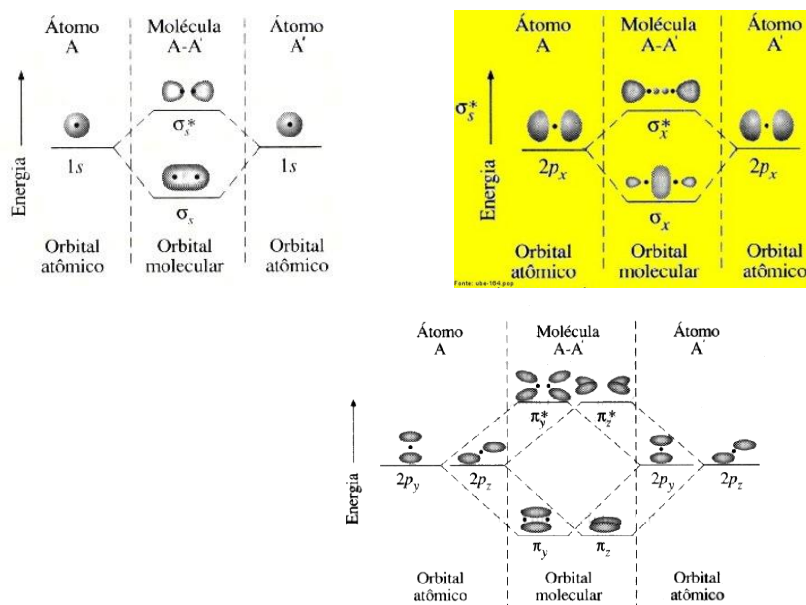 Átomo Molécula Átomo
A A-A' A'
Energia
σs*
1s 1s
σs
Orbital Orbital Orbital
atômico molecular atômico
Átomo Molécula Átomo
A A-A' A'
σs*
Energia
σx*
2px 2px
σx
Orbital Orbital Orbital
atômico molecular atômico
Fonte: ube-164.pop
Átomo Molécula Átomo
A A-A' A'
Energia
πy* πz*
2py 2pz 2py 2pz
πy πz
Orbital Orbital Orbital
atômico molecular atômico